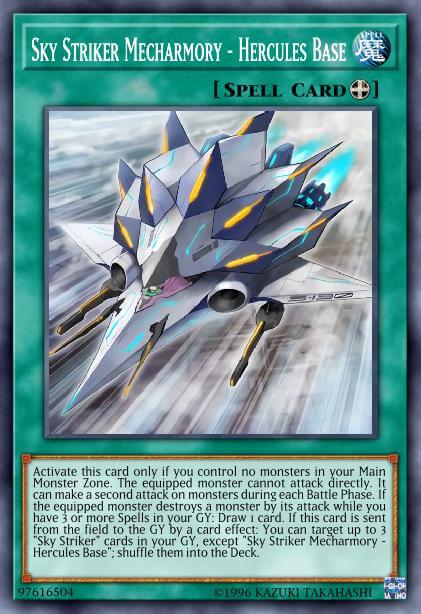 Sky Striker Mecharmory - Hercules Base
[Spell Card]
5130
Activate this card only if you control no monsters in your Main
Monster Zone. The equipped monster cannot attack directly. It
can make a second attack on monsters during each Battle Phase. If
the equipped monster destroys a monster by its attack while you
have 3 or more Spells in your GY: Draw 1 card. If this card is sent
from the field to the GY by a card effect: You can target up to 3
"Sky Striker" cards in your GY, except "Sky Striker Mecharmory -
Hercules Base"; shuffle them into the Deck.
97616504
©1996 KAZUKI TAKAHASHI